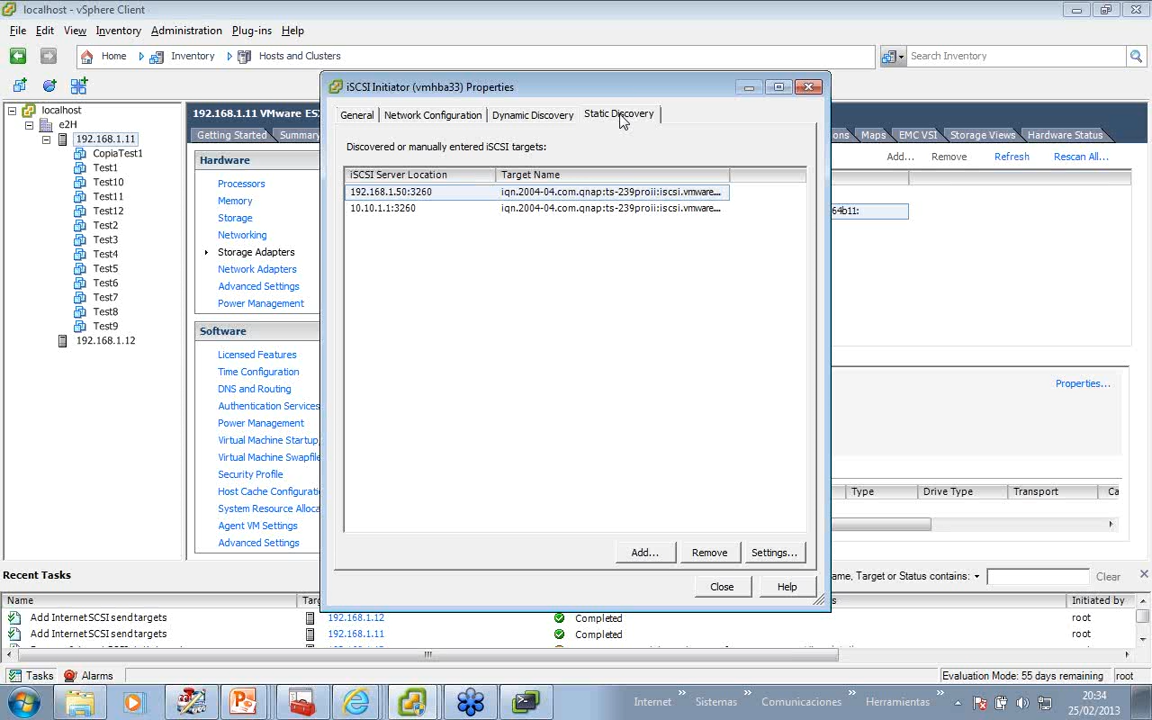 localhost - vSphere Client
File Edit View Inventory Administration Plug-ins Help
Home Inventory Hosts and Clusters Search Inventory
localhost
e2H
192.168.1.11
CopiaTest1
Test1
Test10
Test11
Test12
Test2
Test3
Test4
Test5
Test6
Test7
Test8
Test9
192.168.1.12
192.168.1.11 VMware ES
Getting Started Summar
Hardware
Processors
Memory
Storage
Networking
Storage Adapters
Network Adapters
Advanced Settings
Power Management
Software
Licensed Features
Time Configuration
DNS and Routing
Authentication Services
Power Management
Virtual Machine Startup,
Virtual Machine Swapfile
Security Profile
Host Cache Configurati
System Resource Alloca
Agent VM Settings
Advanced Settings
iSCSI Initiator (vmhba33) Properties
General Network Configuration Dynamic Discovery Static Discovery
Discovered or manually entered iSCSI targets:
iSCSI Server Location Target Name
192.168.1.50:3260 iqn.2004-04.com.qnap:ts-239proii:iscsi.vmware...
10.10.1.1:3260 iqn.2004-04.com.qnap:ts-239proii:iscsi.vmware...
Add... Remove Settings...
Close Help
ons Maps EMC VSI Storage Views Hardware Status
Add... Remove Refresh Rescan All...
64b11:
Properties...
Type Drive Type Transport Ca
Recent Tasks
ame, Target or Status contains: Clear
Name Targ Initiated by
Add Internet SCSI send targets 192.168.1.12 Completed root
Add Internet SCSI send targets 192.168.1.11 Completed root
Tasks Alarms Evaluation Mode: 55 days remaining root
Internet Sistemas Comunicaciones Herramientas
20:34
25/02/2013